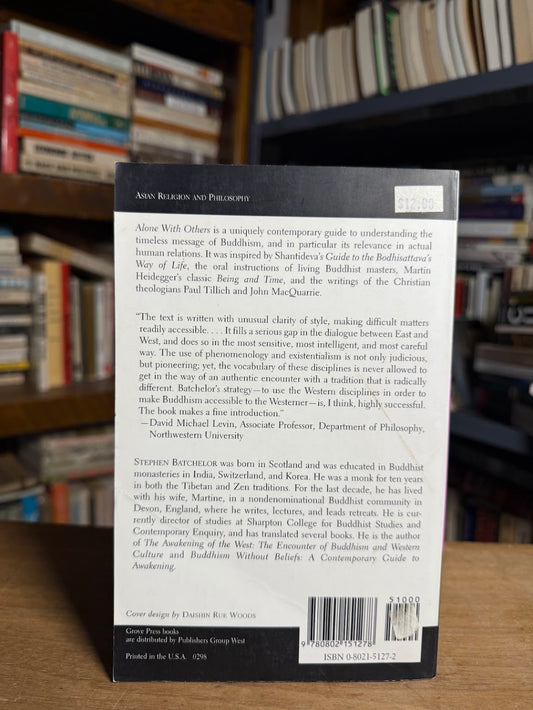 ASIAN RELIGION AND PHILOSOPHY
$12.00
Alone With Others is a uniquely contemporary guide to understanding the
timeless message of Buddhism, and in particular its relevance in actual
human relations. It was inspired by Shantideva's Guide to the Bodhisattava's
Way of Life, the oral instructions of living Buddhist masters, Martin
Heidegger's classic Being and Time, and the writings of the Christian
theologians Paul Tillich and John MacQuarrie.
"The text is written with unusual clarity of style, making difficult matters
readily accessible. . . . It fills a serious gap in the dialogue between East and
West, and does so in the most sensitive, most intelligent, and most careful
way. The use of phenomenology and existentialism is not only judicious,
but pioneering; yet, the vocabulary of these disciplines is never allowed to
get in the way of an authentic encounter with a tradition that is radically
different. Batchelor's strategy—to use the Western disciplines in order to
make Buddhism accessible to the Westerner—is, I think, highly successful.
The book makes a fine introduction."
—David Michael Levin, Associate Professor, Department of Philosophy,
Northwestern University
STEPHEN BATCHELOR was born in Scotland and was educated in Buddhist
monasteries in India, Switzerland, and Korea. He was a monk for ten years
in both the Tibetan and Zen traditions. For the last decade, he has lived
with his wife, Martine, in a nondenominational Buddhist community in
Devon, England, where he writes, lectures, and leads retreats. He is cur-
rently director of studies at Sharpton College for Buddhist Studies and
Contemporary Enquiry, and has translated several books. He is the author
of The Awakening of the West: The Encounter of Buddhism and Western
Culture and Buddhism Without Beliefs: A Contemporary Guide to
Awakening.
Cover design by DAISHIN RUE WOODS
Grove Press books
are distributed by Publishers Group West
Printed in the U.S.A. 0298
51000
9 780802 151278
ISBN 0-8021-5127-2